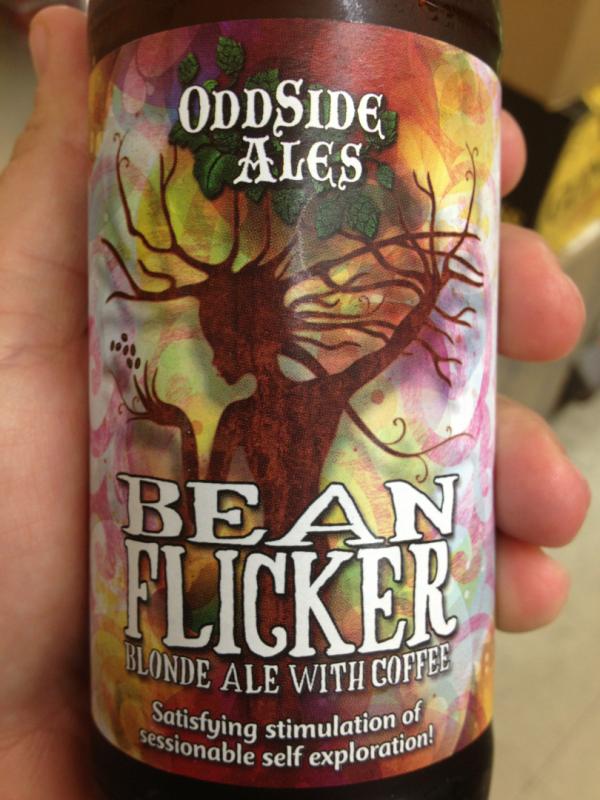 ODDSIDE
ALES
BEAN
FLICKER
BLONDE ALE WITH COFFEE
Satisfying stimulation of
sessionable self exploration!